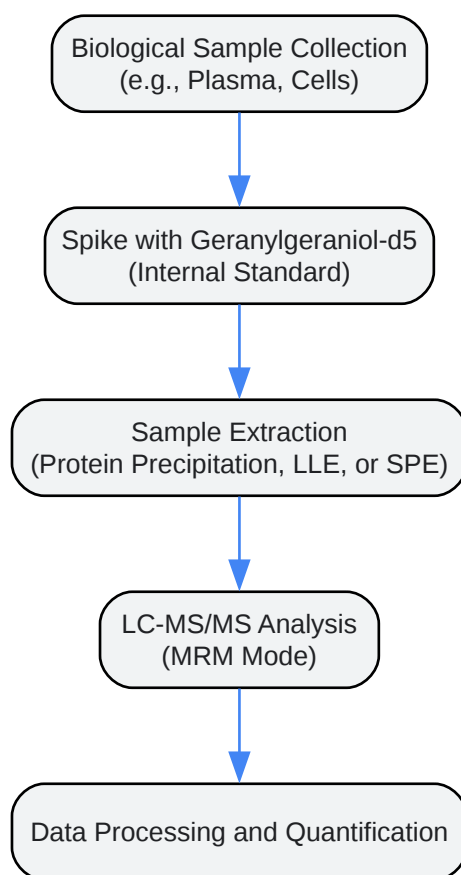 Biological Sample Collection
(e.g., Plasma, Cells)
Spike with Geranylgeraniol-d5
(Internal Standard)
Sample Extraction
(Protein Precipitation, LLE, or SPE)
LC-MS/MS Analysis
(MRM Mode)
Data Processing and Quantification